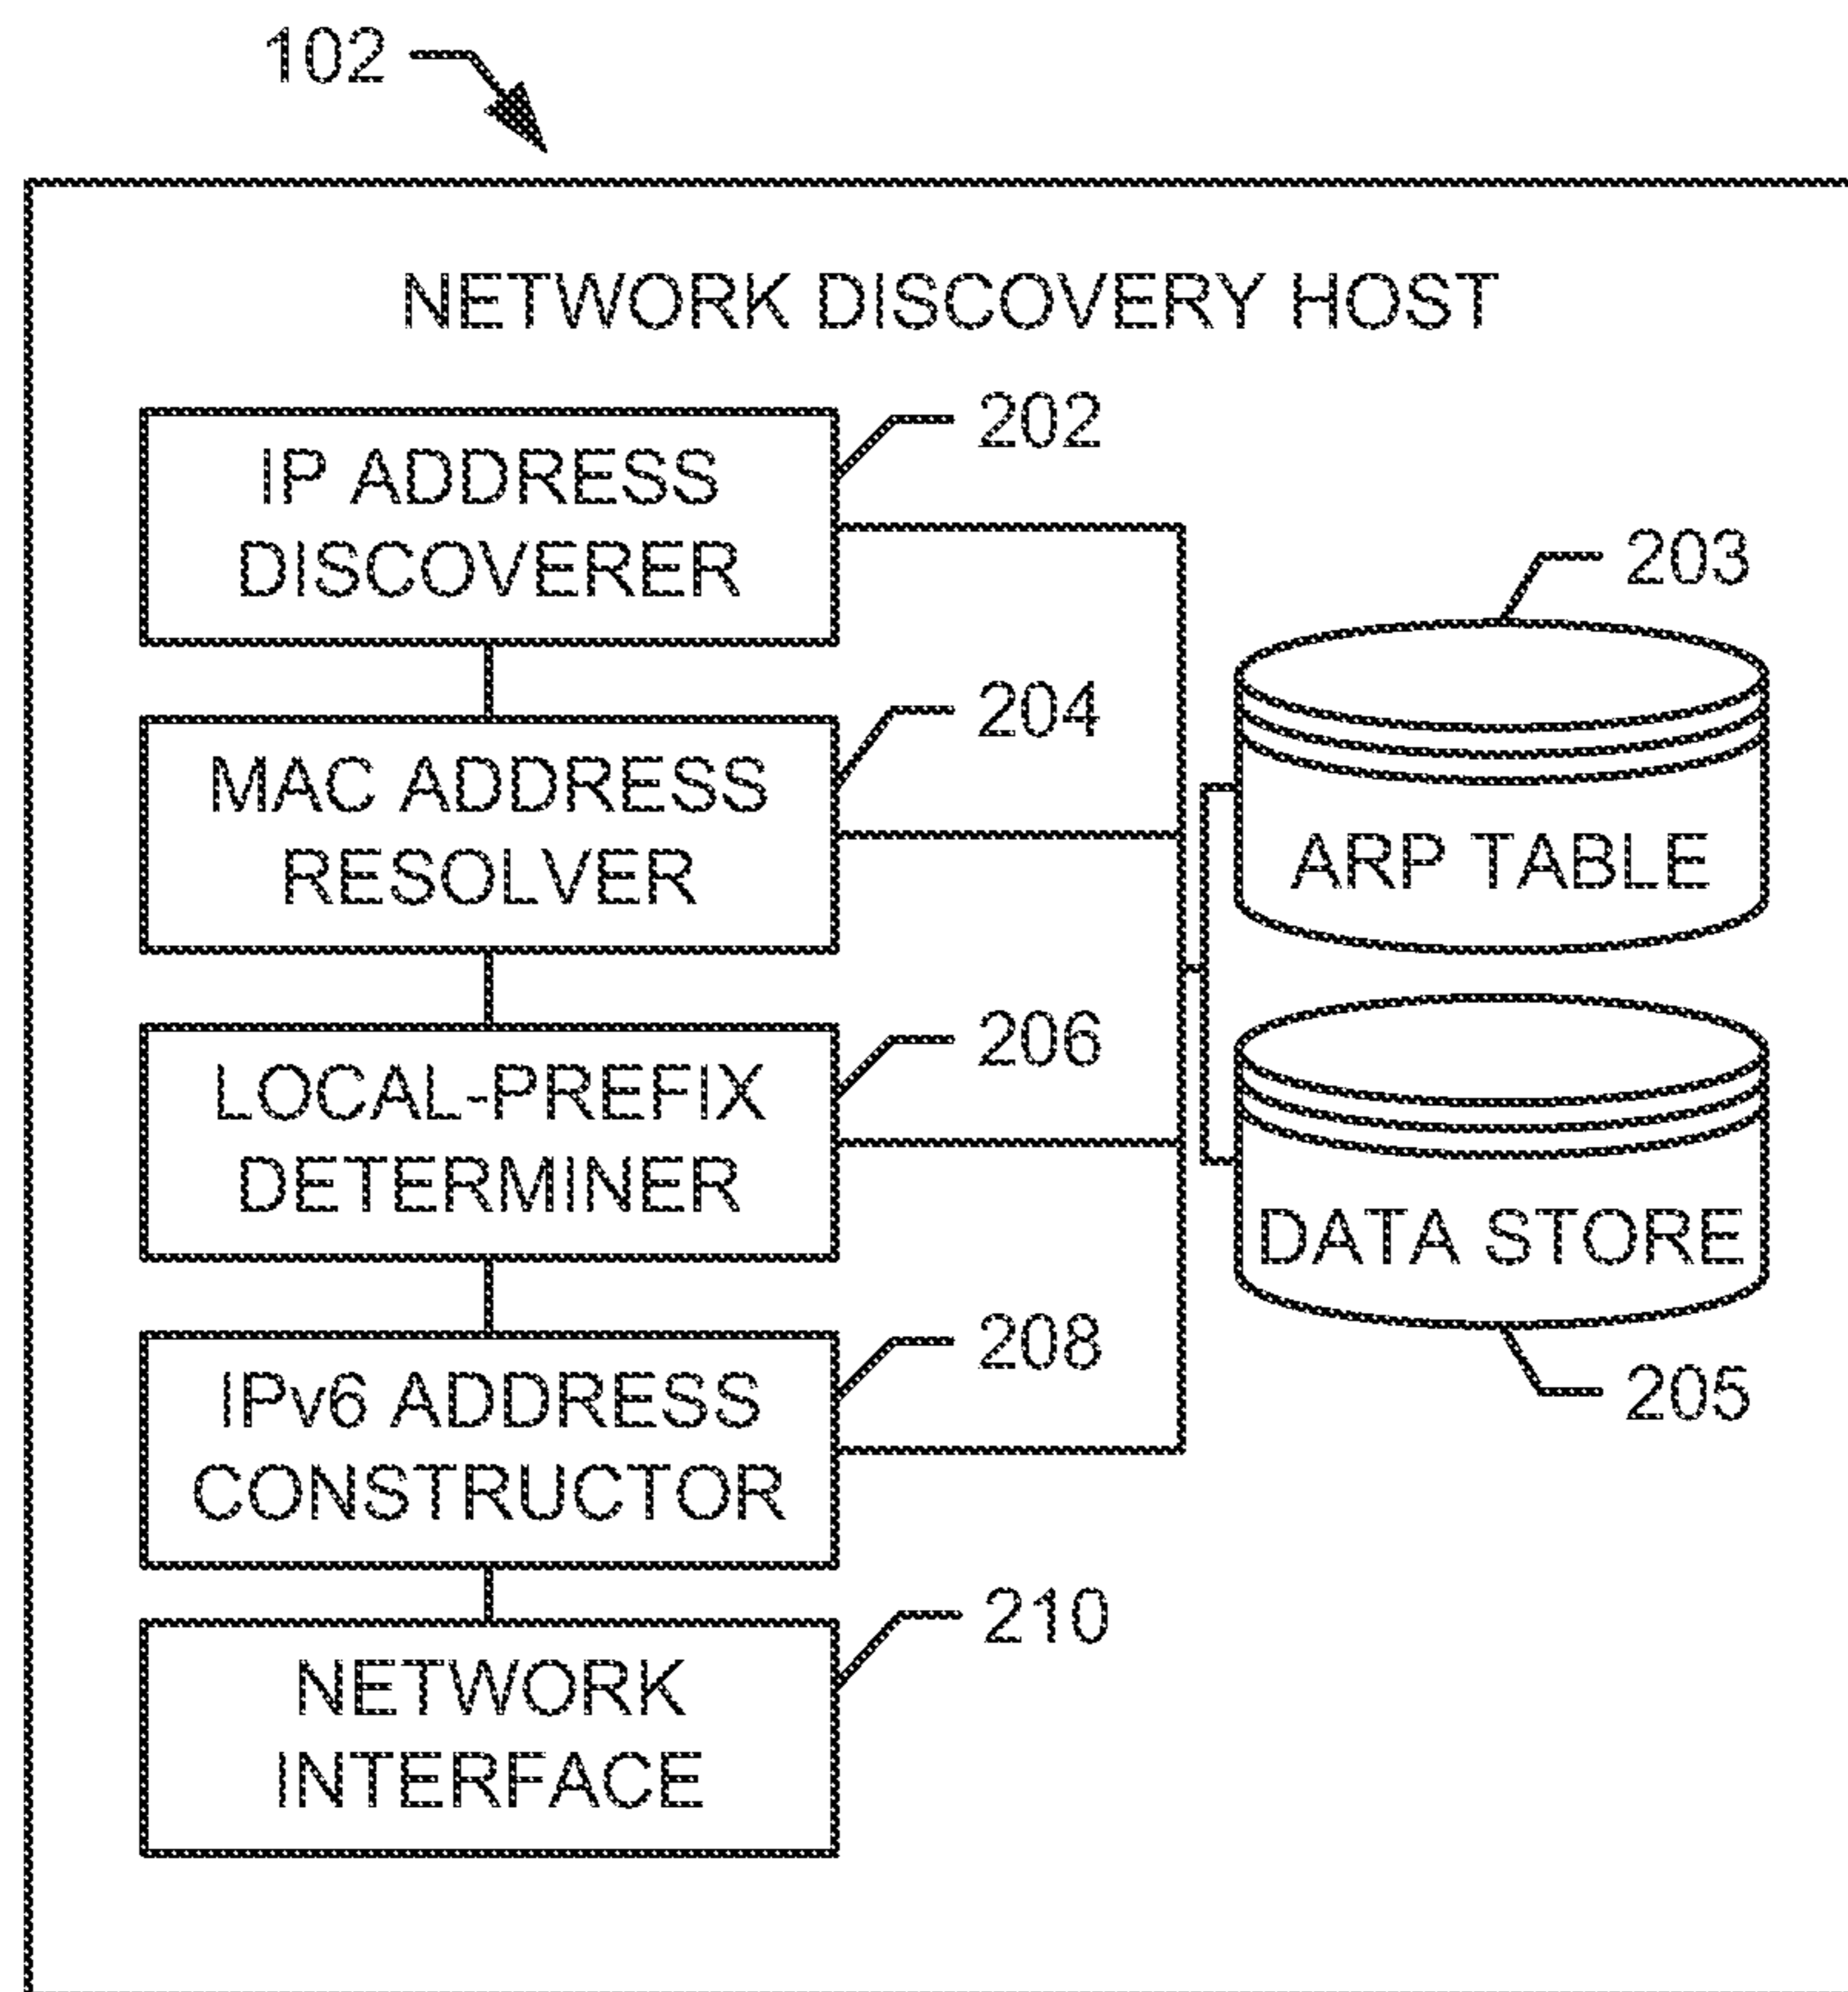 102
NETWORK DISCOVERY HOST
202
IP ADDRESS
DISCOVERER
203
204
MAC ADDRESS
RESOLVER
ARP TABLE
206
LOCAL-PREFIX
DETERMINER
DATA STORE
205
208
IPv6 ADDRESS
CONSTRUCTOR
210
NETWORK
INTERFACE